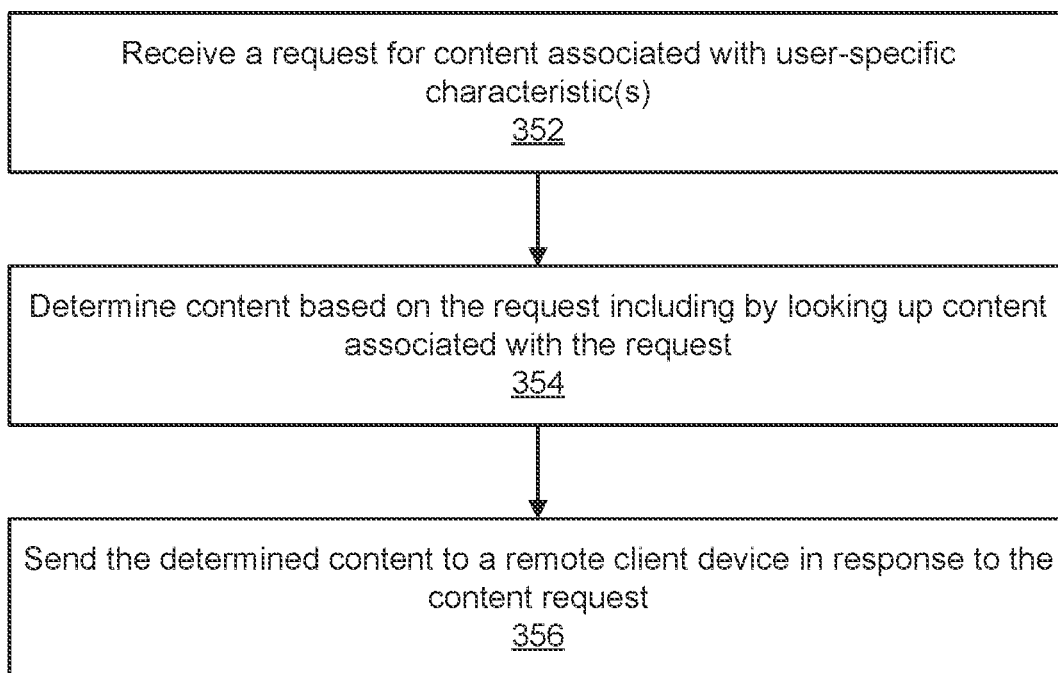 Receive a request for content associated with user-specific
characteristic(s)
352
Determine content based on the request including by looking up content
associated with the request
354
Send the determined content to a remote client device in response to the
content request
356